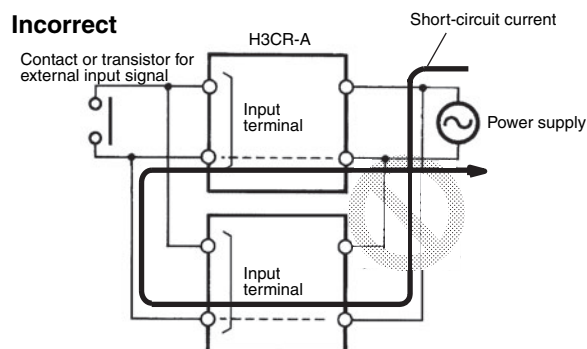 Incorrect
Short-circuit current
H3CR-A
Contact or transistor for
external input signal
Input
terminal
Power supply
Input
terminal